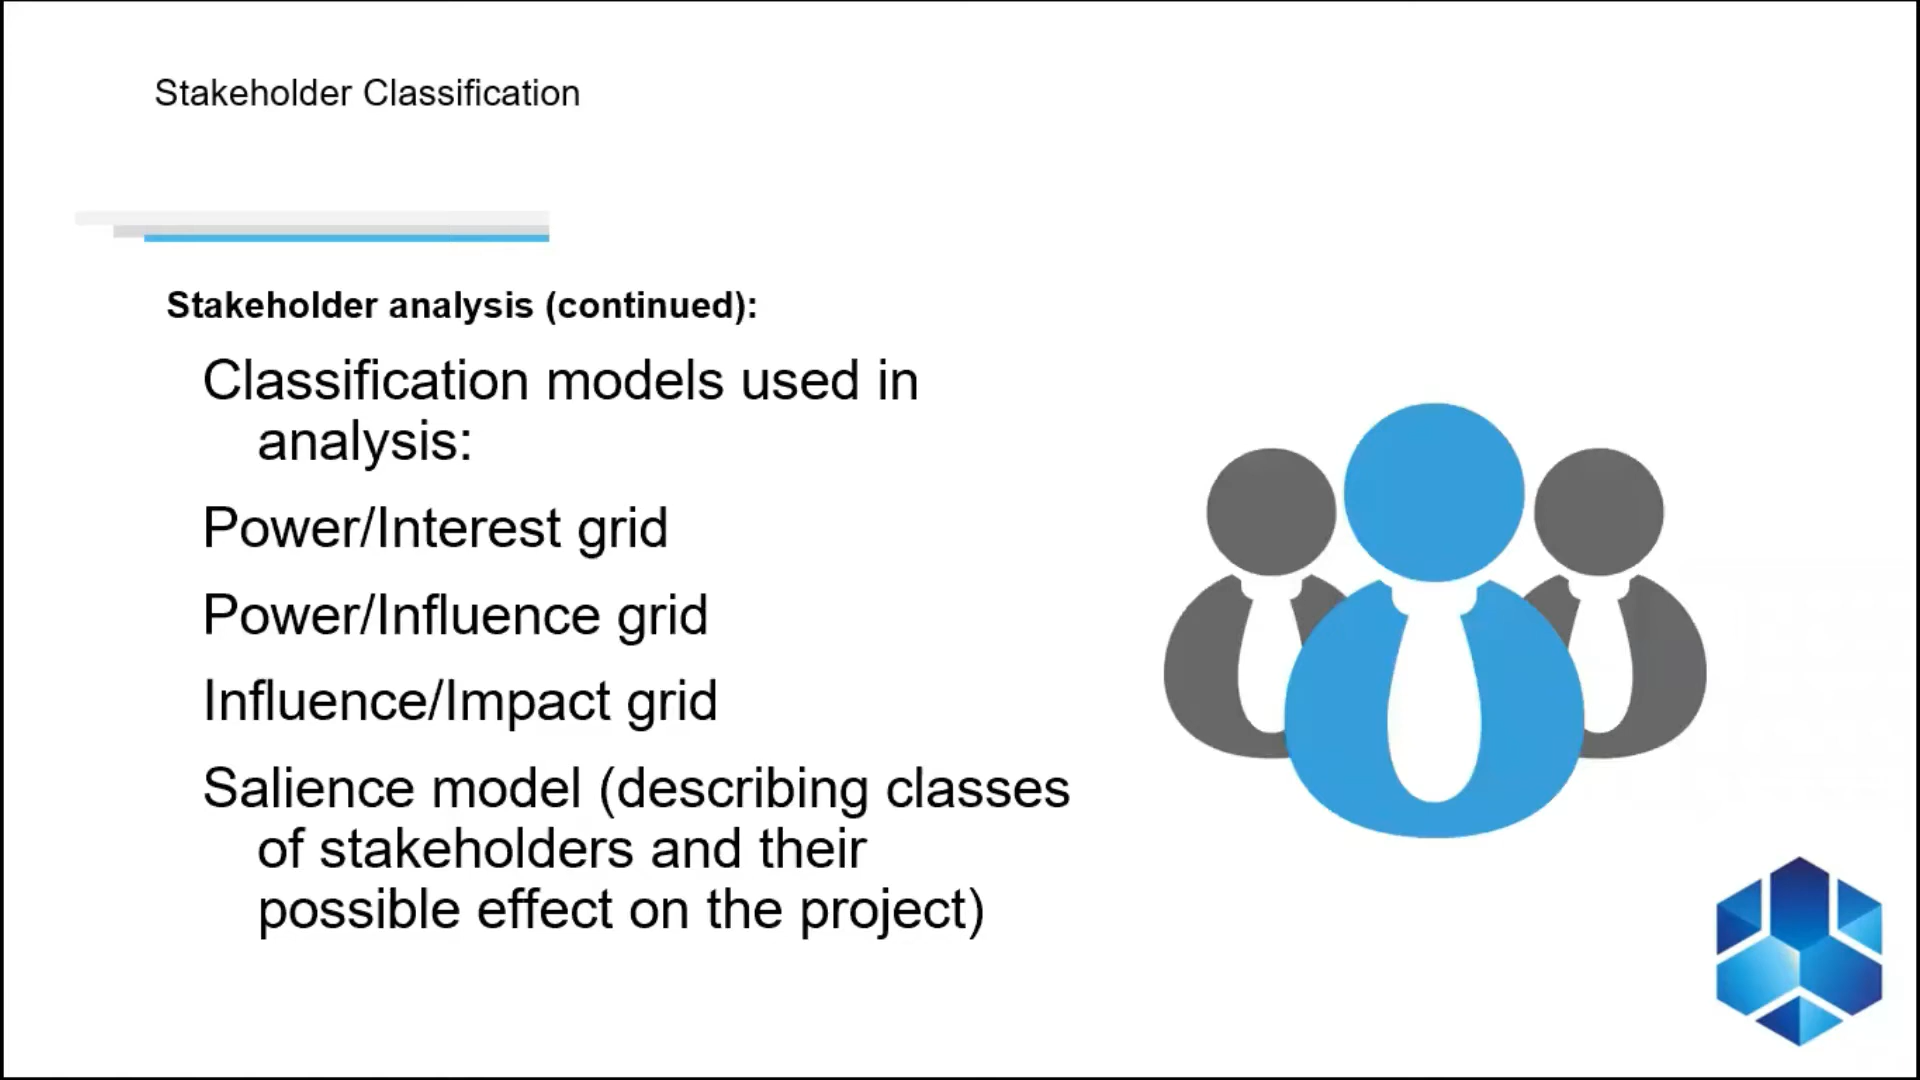 Stakeholder Classification
Stakeholder analysis (continued):
Classification models used in
analysis:
Power/Interest grid
Power/Influence grid
Influence/Impact grid
Salience model (describing classes
of stakeholders and their
possible effect on the project)